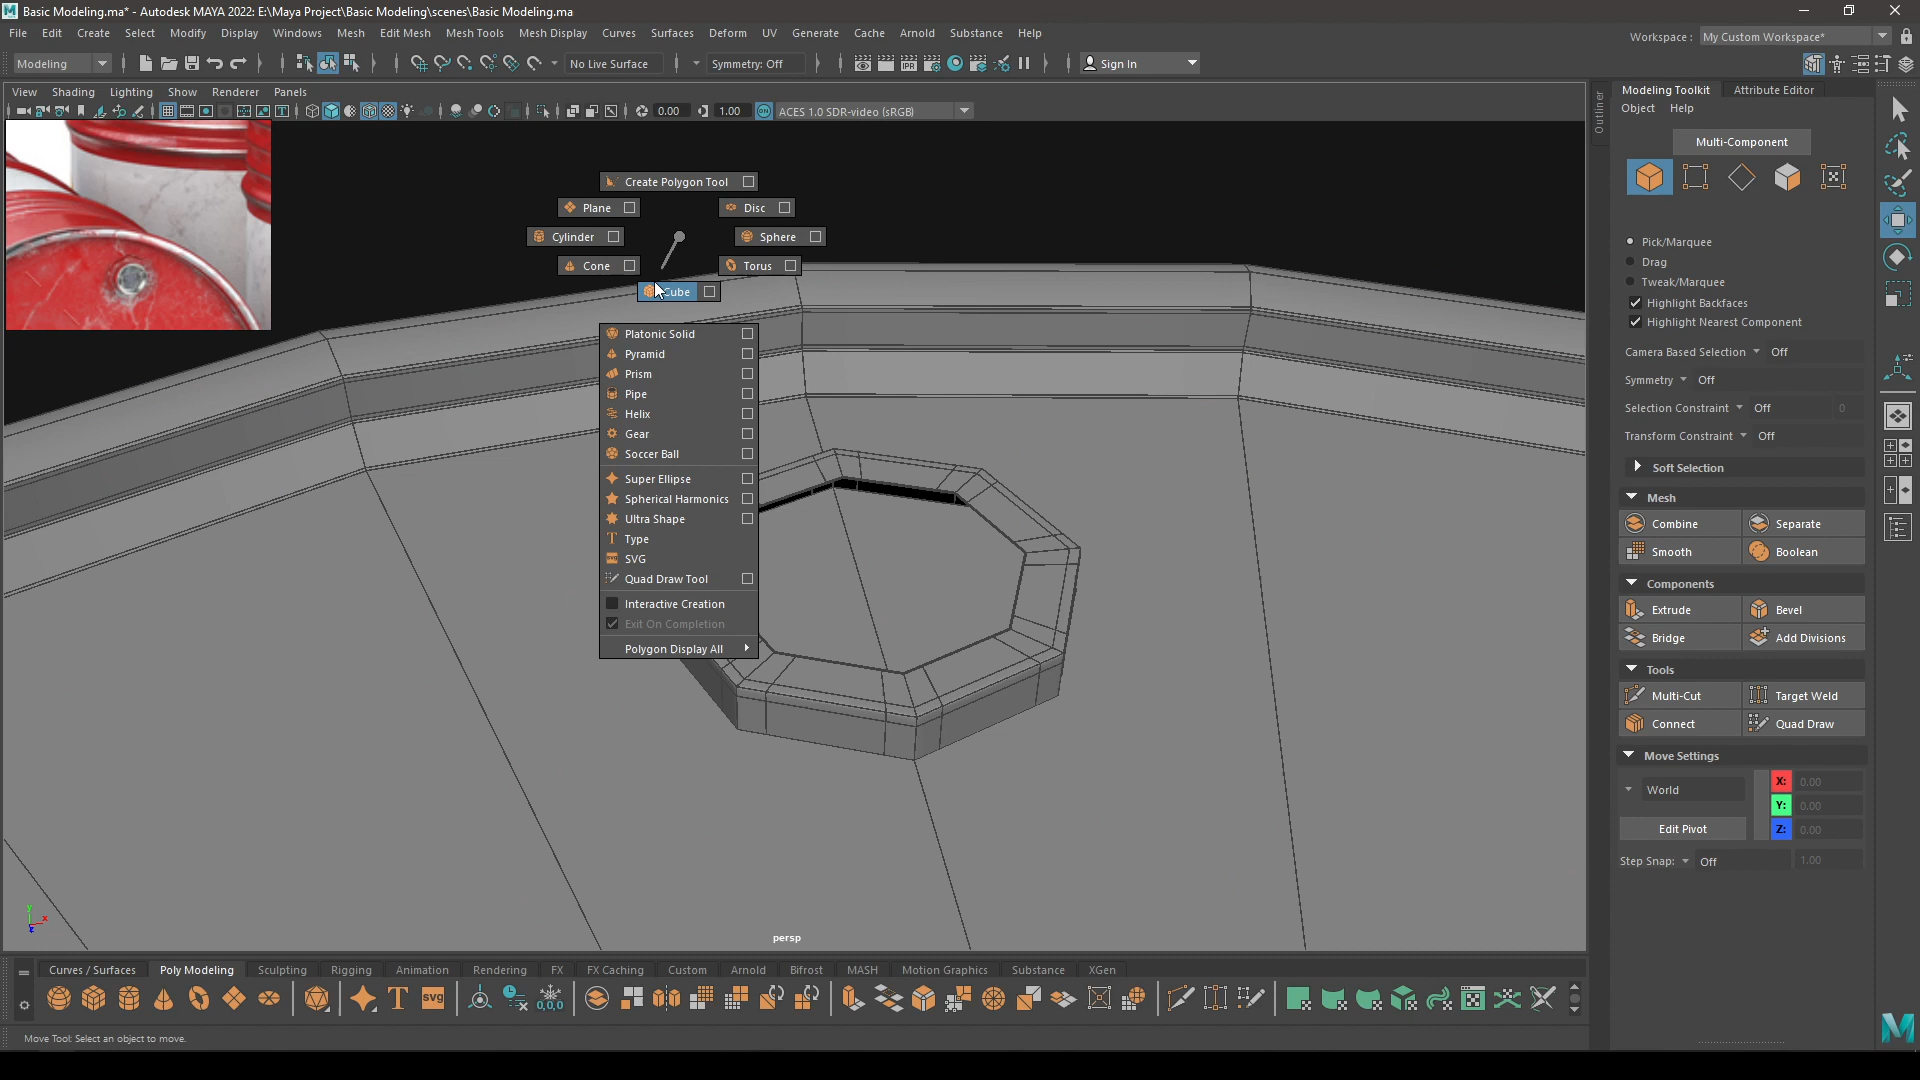 Basic Modeling.ma* - Autodesk MAYA 2022: E:\Maya Project\Basic Modeling\scenes\Basic Modeling.ma
File Edit Create Select Modify Display Windows Mesh Edit Mesh Mesh Tools Mesh Display Curves Surfaces Deform UV Generate Cache Arnold Substance Help
Workspace : My Custom Workspace*
Modeling No Live Surface Symmetry: Off IPR Sign In
View Shading Lighting Show Renderer Panels
0.00 1.00 ON ACES 1.0 SDR-video (sRGB)
Outliner
Modeling Toolkit Attribute Editor
Object Help
Multi-Component
Pick/Marquee
Drag
Tweak/Marquee
Highlight Backfaces
Highlight Nearest Component
Camera Based Selection Off
Symmetry Off
Selection Constraint Off 0
Transform Constraint Off
Soft Selection
Mesh
Combine Separate
Smooth Boolean
Components
Extrude Bevel
Bridge Add Divisions
Tools
Multi-Cut Target Weld
Connect Quad Draw
Move Settings
World
X: 0.00
Y: 0.00
Z: 0.00
Edit Pivot
Step Snap: Off 1.00
Create Polygon Tool
Plane Disc
Cylinder Sphere
Cone Torus
Cube
Platonic Solid
Pyramid
Prism
Pipe
Helix
Gear
Soccer Ball
Super Ellipse
Spherical Harmonics
Ultra Shape
T Type
SVG
Quad Draw Tool
Interactive Creation
Exit On Completion
Polygon Display All
y
x
z
persp
Curves / Surfaces Poly Modeling Sculpting Rigging Animation Rendering FX FX Caching Custom Arnold Bifrost MASH Motion Graphics Substance XGen
T svg 0,0,0
Move Tool: Select an object to move.
M